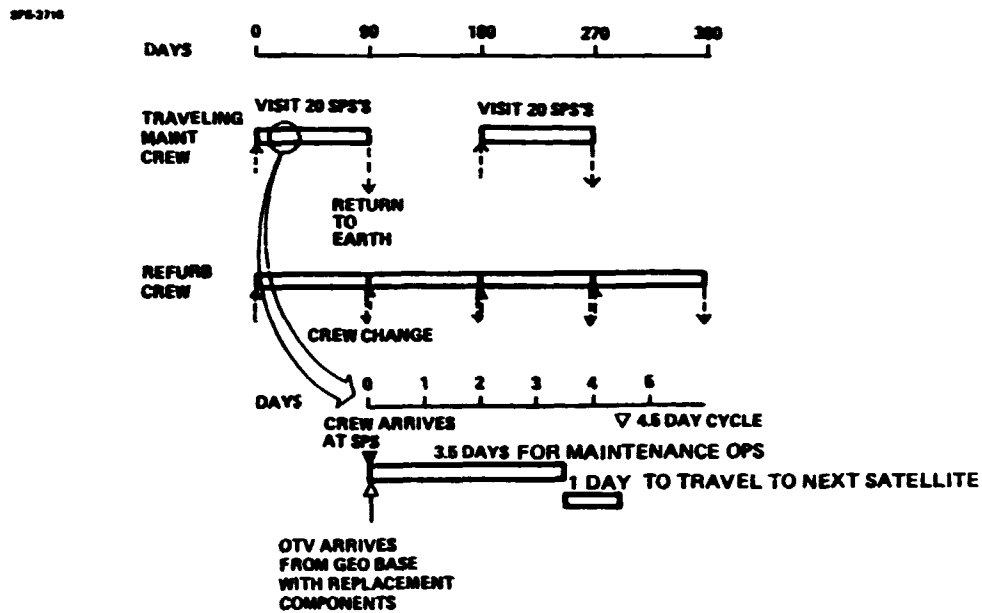 SPS-2716
0 90 180 270 360
DAYS
VISIT 20 SPS'S VISIT 20 SPS'S
TRAVELING
MAINT
CREW
RETURN
TO
EARTH
REFURB
CREW
CREW CHANGE
0 1 2 3 4 5
DAYS
4.5 DAY CYCLE
CREW ARRIVES
AT SPS
3.5 DAYS FOR MAINTENANCE OPS
1 DAY TO TRAVEL TO NEXT SATELLITE
OTV ARRIVES
FROM GEO BASE
WITH REPLACEMENT
COMPONENTS